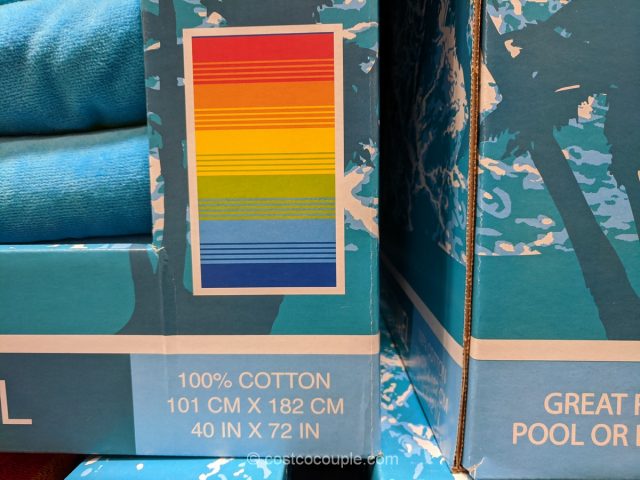 L
100% COTTON
101 CM X 182 CM
40 IN X 72 IN
GREAT
POOL OR
© costcocouple.com